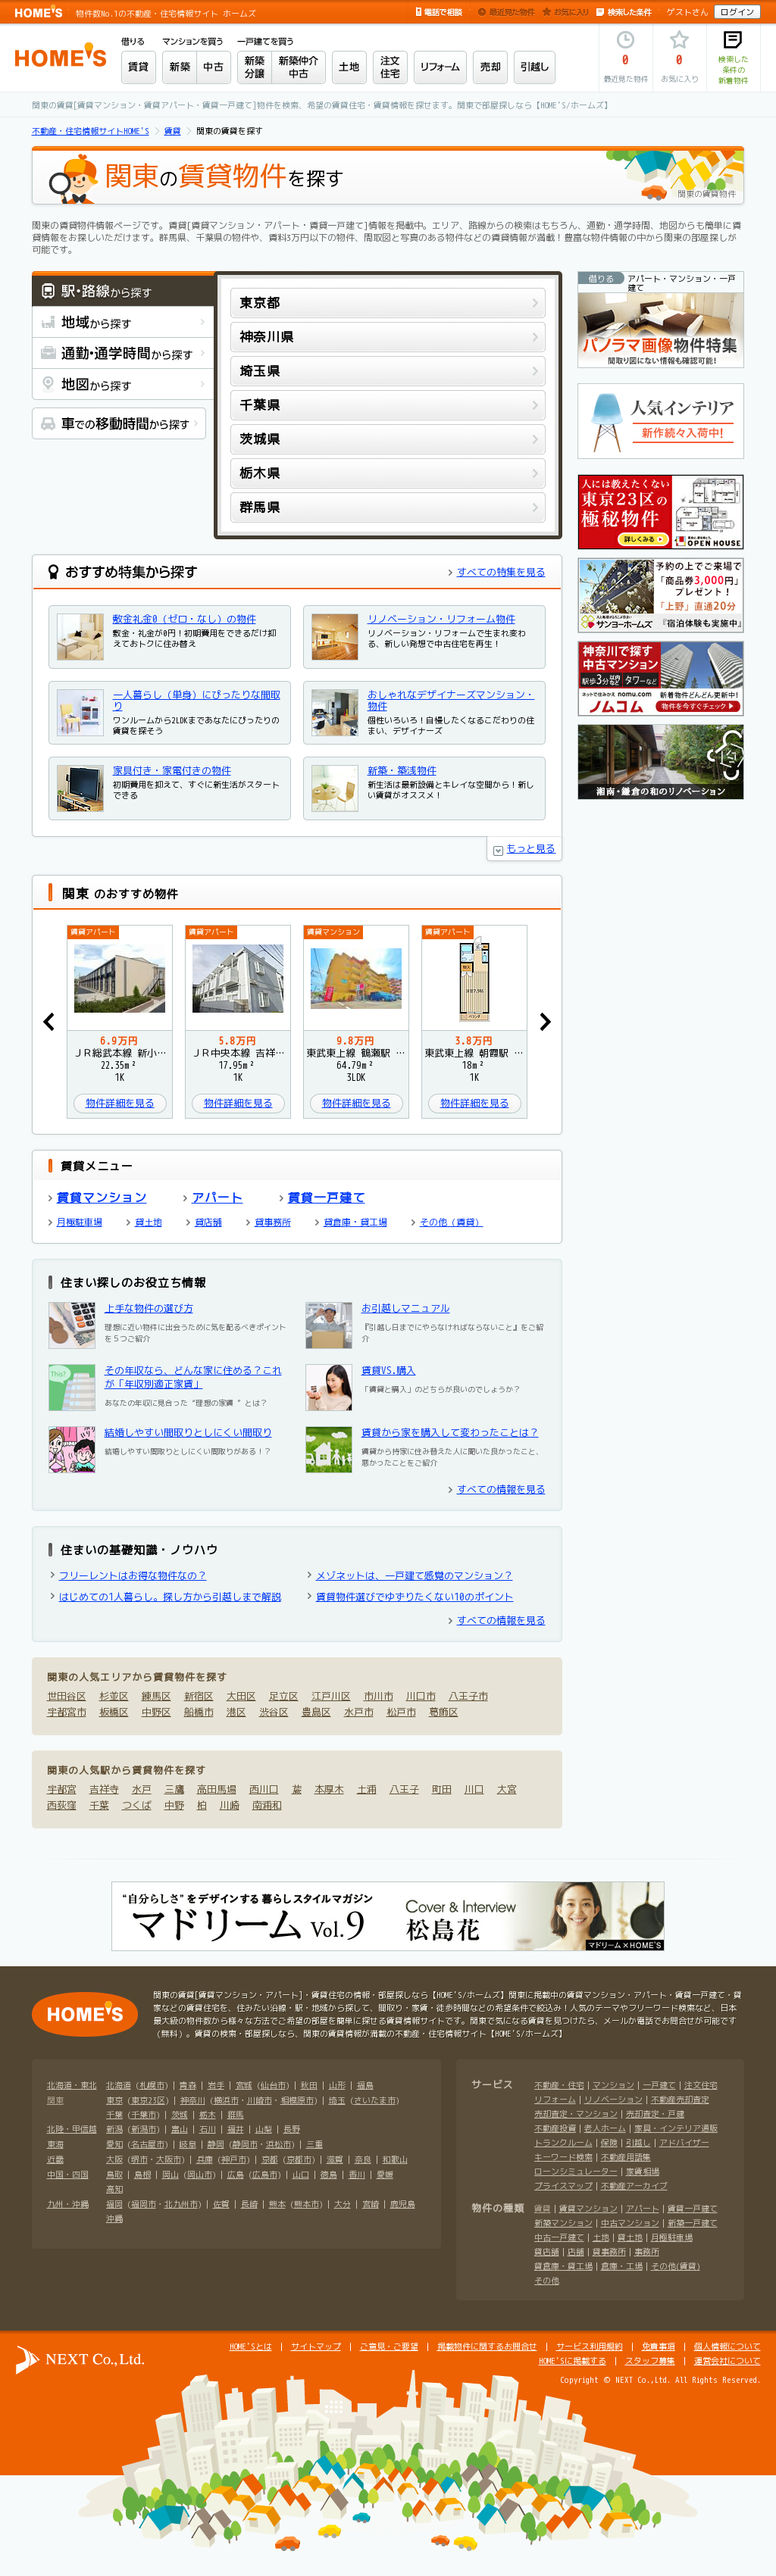 HOME'S 物件数No.1の不動産・住宅情報サイト ホームズ
電話で相談 最近見た物件 お気に入り 検索した条件 ゲストさん ログイン
HOME'S
借りる マンションを買う 一戸建てを買う
賃貸 新築 中古 新築分譲 新築仲介中古 土地 注文住宅 リフォーム 売却 引越し
0 最近見た物件
0 お気に入り
検索した条件の新着物件
関東の賃貸[賃貸マンション・賃貸アパート・賃貸一戸建て]物件を検索、希望の賃貸住宅・賃貸情報を探せます。関東で部屋探しなら【HOME'S/ホームズ】
不動産・住宅情報サイトHOME'S 賃貸 関東の賃貸を探す
関東の賃貸物件を探す
関東の賃貸物件
関東の賃貸物件情報ページです。賃貸[賃貸マンション・アパート・賃貸一戸建て]情報を掲載中。エリア、路線からの検索はもちろん、通勤・通学時間、地図からも簡単に賃
貸情報をお探しいただけます。群馬県、千葉県の物件や、賃料3万円以下の物件、間取図と写真のある物件などの賃貸情報が満載！豊富な物件情報の中から関東の部屋探しが
可能です。
駅・路線から探す
地域から探す
通勤・通学時間から探す
地図から探す
車での移動時間から探す
東京都
神奈川県
埼玉県
千葉県
茨城県
栃木県
群馬県
借りる アパート・マンション・一戸建て
パノラマ画像物件特集
間取り図にない情報も確認可能!
人気インテリア
新作続々入荷中!
人には教えたくない
東京23区の極秘物件
詳しくみる
OPEN HOUSE
予約の上でご来場で
「商品券3,000円」
プレゼント！
「上野」直通20分
サンヨーホームズ 『宿泊体験も実施中』
神奈川で探す
中古マンション
駅歩3分以内 タワーなど
ネットで住みかえ nomu.com 新着物件どんどん更新中!
ノムコム 物件を今すぐチェック
湘南・鎌倉の和のリノベーション
おすすめ特集から探す
すべての特集を見る
敷金礼金0（ゼロ・なし）の物件
敷金・礼金が0円！初期費用をできるだけ抑えておトクに住み替え
リノベーション・リフォーム物件
リノベーション・リフォームで生まれ変わる、新しい発想で中古住宅を再生！
一人暮らし（単身）にぴったりな間取り
ワンルームから2LDKまであなたにぴったりの賃貸を探そう
おしゃれなデザイナーズマンション・物件
個性いろいろ！自慢したくなるこだわりの住まい、デザイナーズ
家具付き・家電付きの物件
初期費用を抑えて、すぐに新生活がスタートできる
新築・築浅物件
新生活は最新設備とキレイな空間から！新しい賃貸がオススメ！
もっと見る
関東 のおすすめ物件
賃貸アパート 賃貸アパート 賃貸マンション 賃貸アパート
6.9万円 5.8万円 9.8万円 3.8万円
ＪＲ総武本線 新小… ＪＲ中央本線 吉祥… 東武東上線 鶴瀬駅 … 東武東上線 朝霞駅 …
22.35m² 17.95m² 64.79m² 18m²
1K 1K 3LDK 1K
物件詳細を見る 物件詳細を見る 物件詳細を見る 物件詳細を見る
賃貸メニュー
賃貸マンション アパート 賃貸一戸建て
月極駐車場 貸土地 貸店舗 貸事務所 貸倉庫・貸工場 その他（賃貸）
住まい探しのお役立ち情報
上手な物件の選び方
理想に近い物件に出会うために気を配るべきポイントを５つご紹介
お引越しマニュアル
『引越し日までにやらなければならないこと』をご紹介
その年収なら、どんな家に住める？これが「年収別適正家賃」
あなたの年収に見合った“理想の家賃 ”とは？
賃貸VS.購入
「賃貸と購入」のどちらが良いのでしょうか？
結婚しやすい間取りとしにくい間取り
結婚しやすい間取りとしにくい間取りがある！？
賃貸から家を購入して変わったことは？
賃貸から持家に住み替えた人に聞いた良かったこと、悪かったことをご紹介
すべての情報を見る
住まいの基礎知識・ノウハウ
フリーレントはお得な物件なの？ メゾネットは、一戸建て感覚のマンション？
はじめての1人暮らし。探し方から引越しまで解説 賃貸物件選びでゆずりたくない10のポイント
すべての情報を見る
関東の人気エリアから賃貸物件を探す
世田谷区 杉並区 練馬区 新宿区 大田区 足立区 江戸川区 市川市 川口市 八王子市
宇都宮市 板橋区 中野区 船橋市 港区 渋谷区 豊島区 水戸市 松戸市 葛飾区
関東の人気駅から賃貸物件を探す
宇都宮 吉祥寺 水戸 三鷹 高田馬場 西川口 蕨 本厚木 土浦 八王子 町田 川口 大宮
西荻窪 千葉 つくば 中野 柏 川崎 南浦和
“自分らしさ”をデザインする暮らしスタイルマガジン
マドリーム Vol.9
Cover & Interview
松島花
マドリーム×HOME'S
HOME'S
関東の賃貸[賃貸マンション・アパート]・賃貸住宅の情報・部屋探しなら【HOME'S/ホームズ】関東に掲載中の賃貸マンション・アパート・賃貸一戸建て・貸
家などの賃貸住宅を、住みたい沿線・駅・地域から探して、間取り・家賃・徒歩時間などの希望条件で絞込み！人気のテーマやフリーワード検索など、日本
最大級の物件数から様々な方法でご希望の部屋を簡単に探せる賃貸情報サイトです。関東で気になる賃貸を見つけたら、メールか電話でお問合せが可能です
（無料）。賃貸の検索・部屋探しなら、関東の賃貸情報が満載の不動産・住宅情報サイト【HOME'S/ホームズ】
北海道・東北 北海道 (札幌市) | 青森 | 岩手 | 宮城 (仙台市) | 秋田 | 山形 | 福島
関東 東京 (東京23区) | 神奈川 (横浜市・川崎市・相模原市) | 埼玉 (さいたま市)
千葉 (千葉市) | 茨城 | 栃木 | 群馬
北陸・甲信越 新潟 (新潟市) | 富山 | 石川 | 福井 | 山梨 | 長野
東海 愛知 (名古屋市) | 岐阜 | 静岡 (静岡市・浜松市) | 三重
近畿 大阪 (堺市・大阪市) | 兵庫 (神戸市) | 京都 (京都市) | 滋賀 | 奈良 | 和歌山
中国・四国 鳥取 | 島根 | 岡山 (岡山市) | 広島 (広島市) | 山口 | 徳島 | 香川 | 愛媛
高知
九州・沖縄 福岡 (福岡市・北九州市) | 佐賀 | 長崎 | 熊本 (熊本市) | 大分 | 宮崎 | 鹿児島
沖縄
サービス 不動産・住宅 | マンション | 一戸建て | 注文住宅
リフォーム | リノベーション | 不動産売却査定
売却査定・マンション | 売却査定・戸建
不動産投資 | 老人ホーム | 家具・インテリア通販
トランクルーム | 保険 | 引越し | アドバイザー
キーワード検索 | 不動産用語集
ローンシミュレーター | 家賃相場
プライスマップ | 不動産アーカイブ
物件の種類 賃貸 | 賃貸マンション | アパート | 賃貸一戸建て
新築マンション | 中古マンション | 新築一戸建て
中古一戸建て | 土地 | 貸土地 | 月極駐車場
貸店舗 | 店舗 | 貸事務所 | 事務所
貸倉庫・貸工場 | 倉庫・工場 | その他(賃貸)
その他
NEXT Co.,Ltd.
HOME'Sとは | サイトマップ | ご意見・ご要望 | 掲載物件に関するお問合せ | サービス利用規約 | 免責事項 | 個人情報について
HOME'Sに掲載する | スタッフ募集 | 運営会社について
Copyright © NEXT Co.,Ltd. All Rights Reserved.